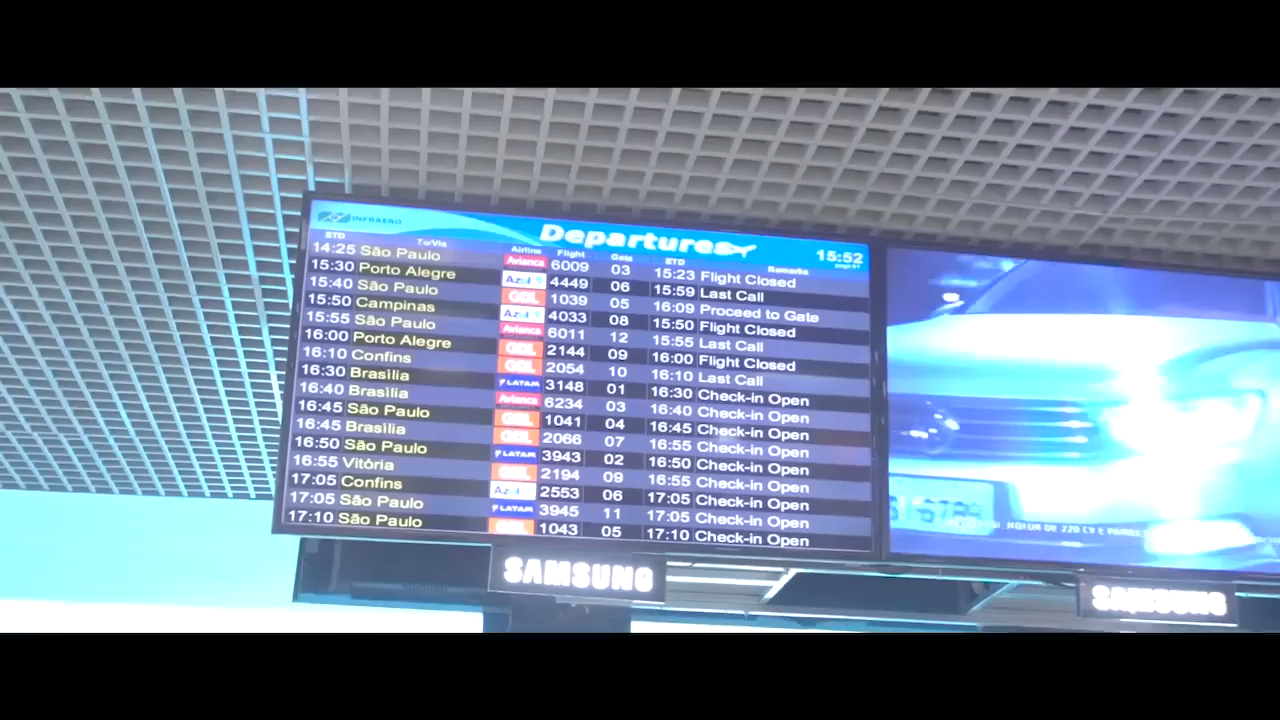 INFRAERO Departures 15:52
STD To/Via Airline Flight Gate ETD Remarks
14:25 São Paulo Avianca 6009 03 15:23 Flight Closed
15:30 Porto Alegre Azul 4449 06 15:59 Last Call
15:40 São Paulo GOL 1039 05 16:09 Proceed to Gate
15:50 Campinas Azul 4033 08 15:50 Flight Closed
15:55 São Paulo Avianca 6011 12 15:55 Last Call
16:00 Porto Alegre GOL 2144 09 16:00 Flight Closed
16:10 Confins GOL 2054 10 16:10 Last Call
16:30 Brasília LATAM 3148 01 16:30 Check-in Open
16:40 Brasília Avianca 6234 03 16:40 Check-in Open
16:45 São Paulo GOL 1041 04 16:45 Check-in Open
16:45 Brasília GOL 2066 07 16:55 Check-in Open
16:50 São Paulo LATAM 3943 02 16:50 Check-in Open
16:55 Vitória GOL 2194 09 16:55 Check-in Open
17:05 Confins Azul 2553 06 17:05 Check-in Open
17:05 São Paulo LATAM 3945 11 17:05 Check-in Open
17:10 São Paulo GOL 1043 05 17:10 Check-in Open
6784
MOTOR DE 220 CV E
SAMSUNG
SAMSUNG